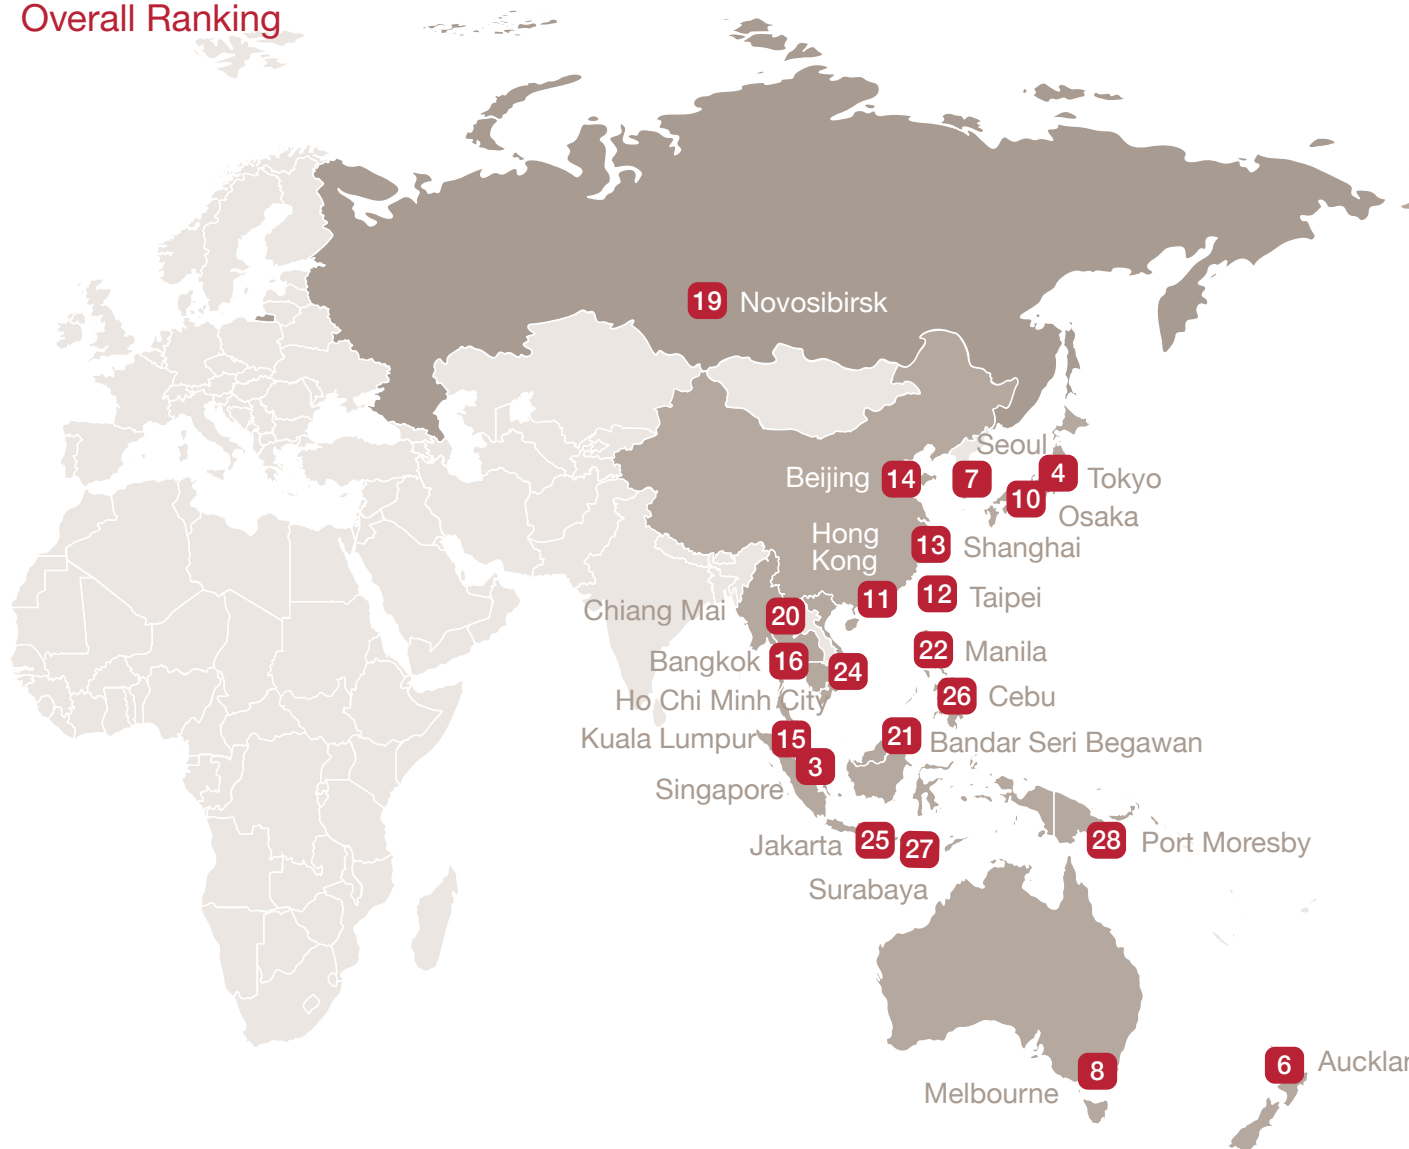 Overall Ranking
19 Novosibirsk
Seoul
Beijing 14
7
4 Tokyo
10
Osaka
Hong
Kong
13 Shanghai
11
12 Taipei
Chiang Mai 20
22 Manila
Bangkok 16
24
Ho Chi Minh City
26 Cebu
Kuala Lumpur 15
21 Bandar Seri Begawan
3
Singapore
Jakarta 25
27
28 Port Moresby
Surabaya
6 Aucklan
8
Melbourne